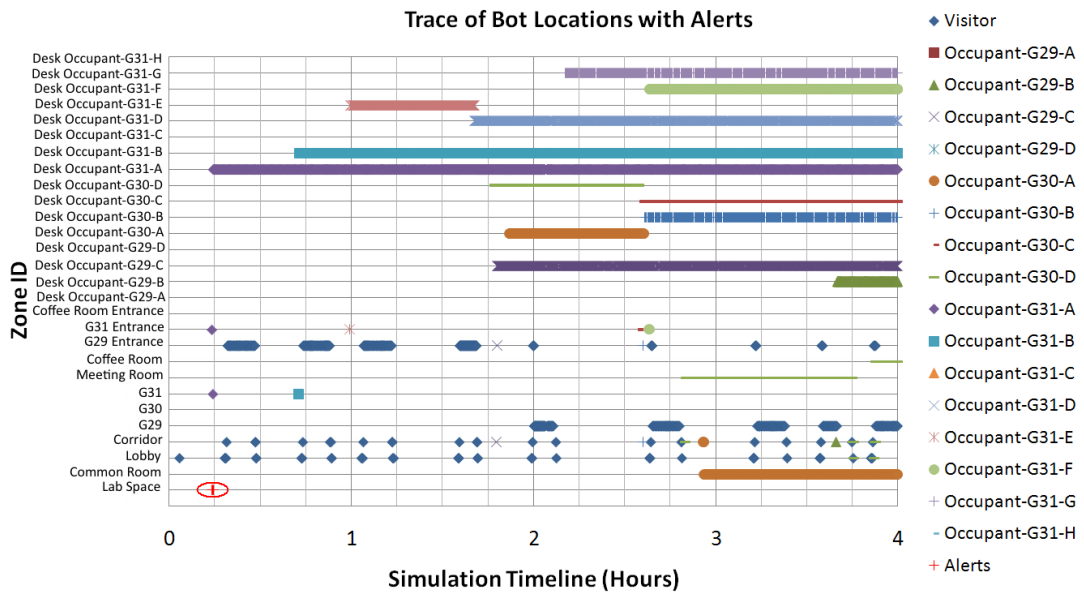 Trace of Bot Locations with Alerts
Zone ID
Desk Occupant-G31-H
Desk Occupant-G31-G
Desk Occupant-G31-F
Desk Occupant-G31-E
Desk Occupant-G31-D
Desk Occupant-G31-C
Desk Occupant-G31-B
Desk Occupant-G31-A
Desk Occupant-G30-D
Desk Occupant-G30-C
Desk Occupant-G30-B
Desk Occupant-G30-A
Desk Occupant-G29-D
Desk Occupant-G29-C
Desk Occupant-G29-B
Desk Occupant-G29-A
Coffee Room Entrance
G31 Entrance
G29 Entrance
Coffee Room
Meeting Room
G31
G30
G29
Corridor
Lobby
Common Room
Lab Space
0 1 2 3 4
Simulation Timeline (Hours)
Visitor
Occupant-G29-A
Occupant-G29-B
Occupant-G29-C
Occupant-G29-D
Occupant-G30-A
Occupant-G30-B
Occupant-G30-C
Occupant-G30-D
Occupant-G31-A
Occupant-G31-B
Occupant-G31-C
Occupant-G31-D
Occupant-G31-E
Occupant-G31-F
Occupant-G31-G
Occupant-G31-H
Alerts